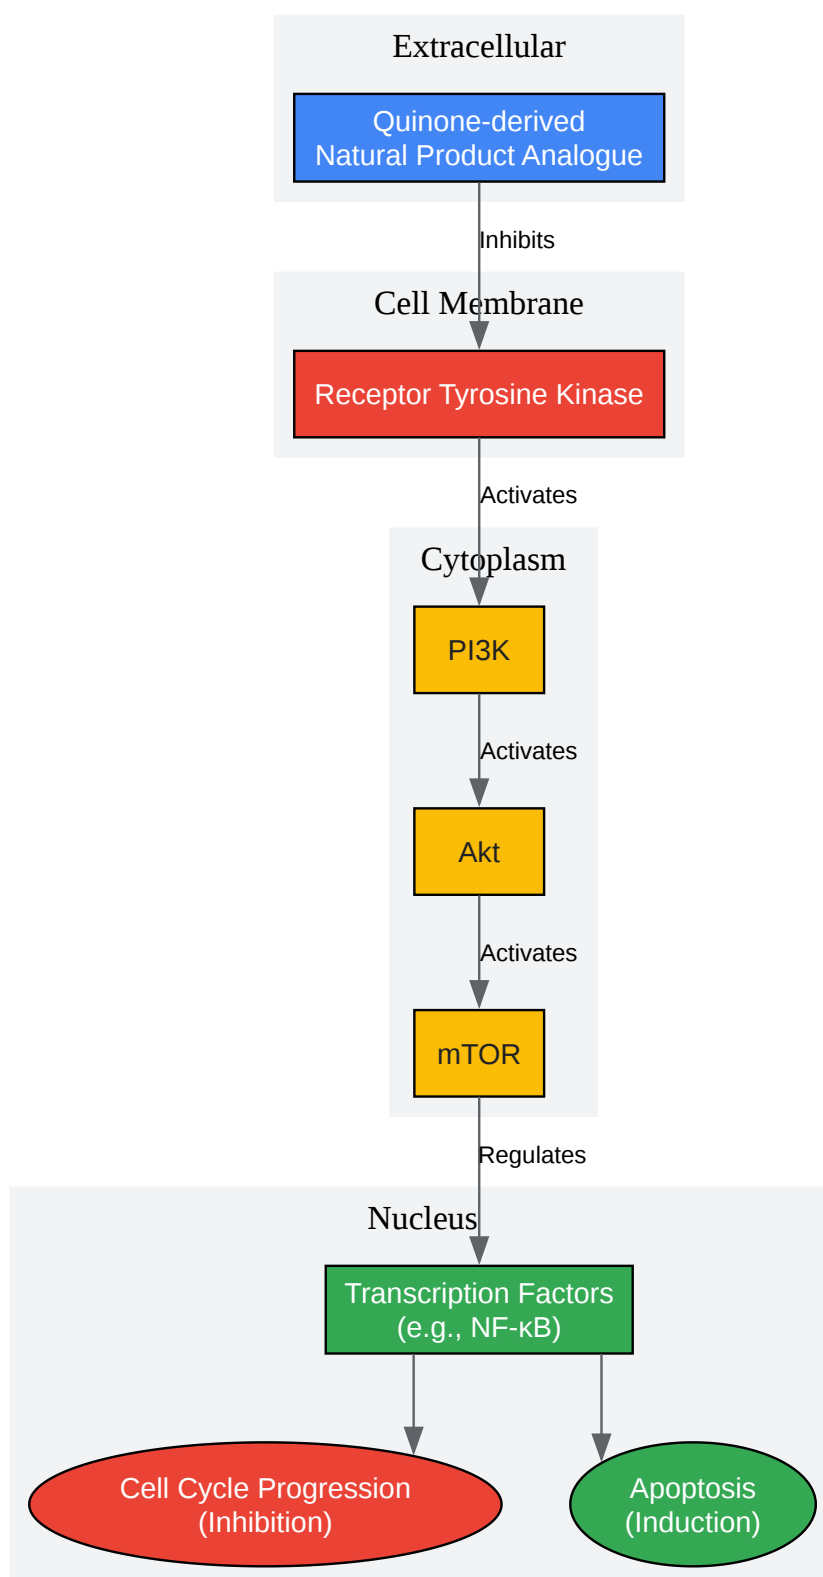 Extracellular
Quinone-derived
Natural Product Analogue
Inhibits
Cell Membrane
Receptor Tyrosine Kinase
Activates
Cytoplasm
PI3K
Activates
Akt
Activates
mTOR
Regulates
Nucleus
Transcription Factors
(e.g., NF-κB)
Cell Cycle Progression
(Inhibition)
Apoptosis
(Induction)